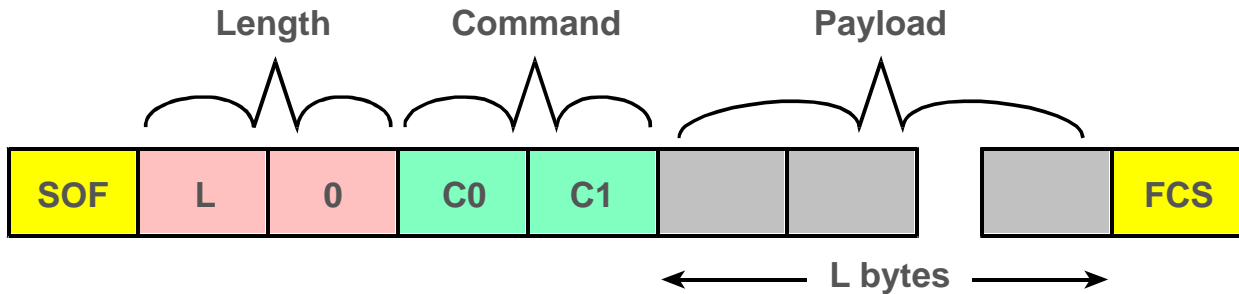 Length Command Payload
SOF L 0 C0 C1 FCS
L bytes